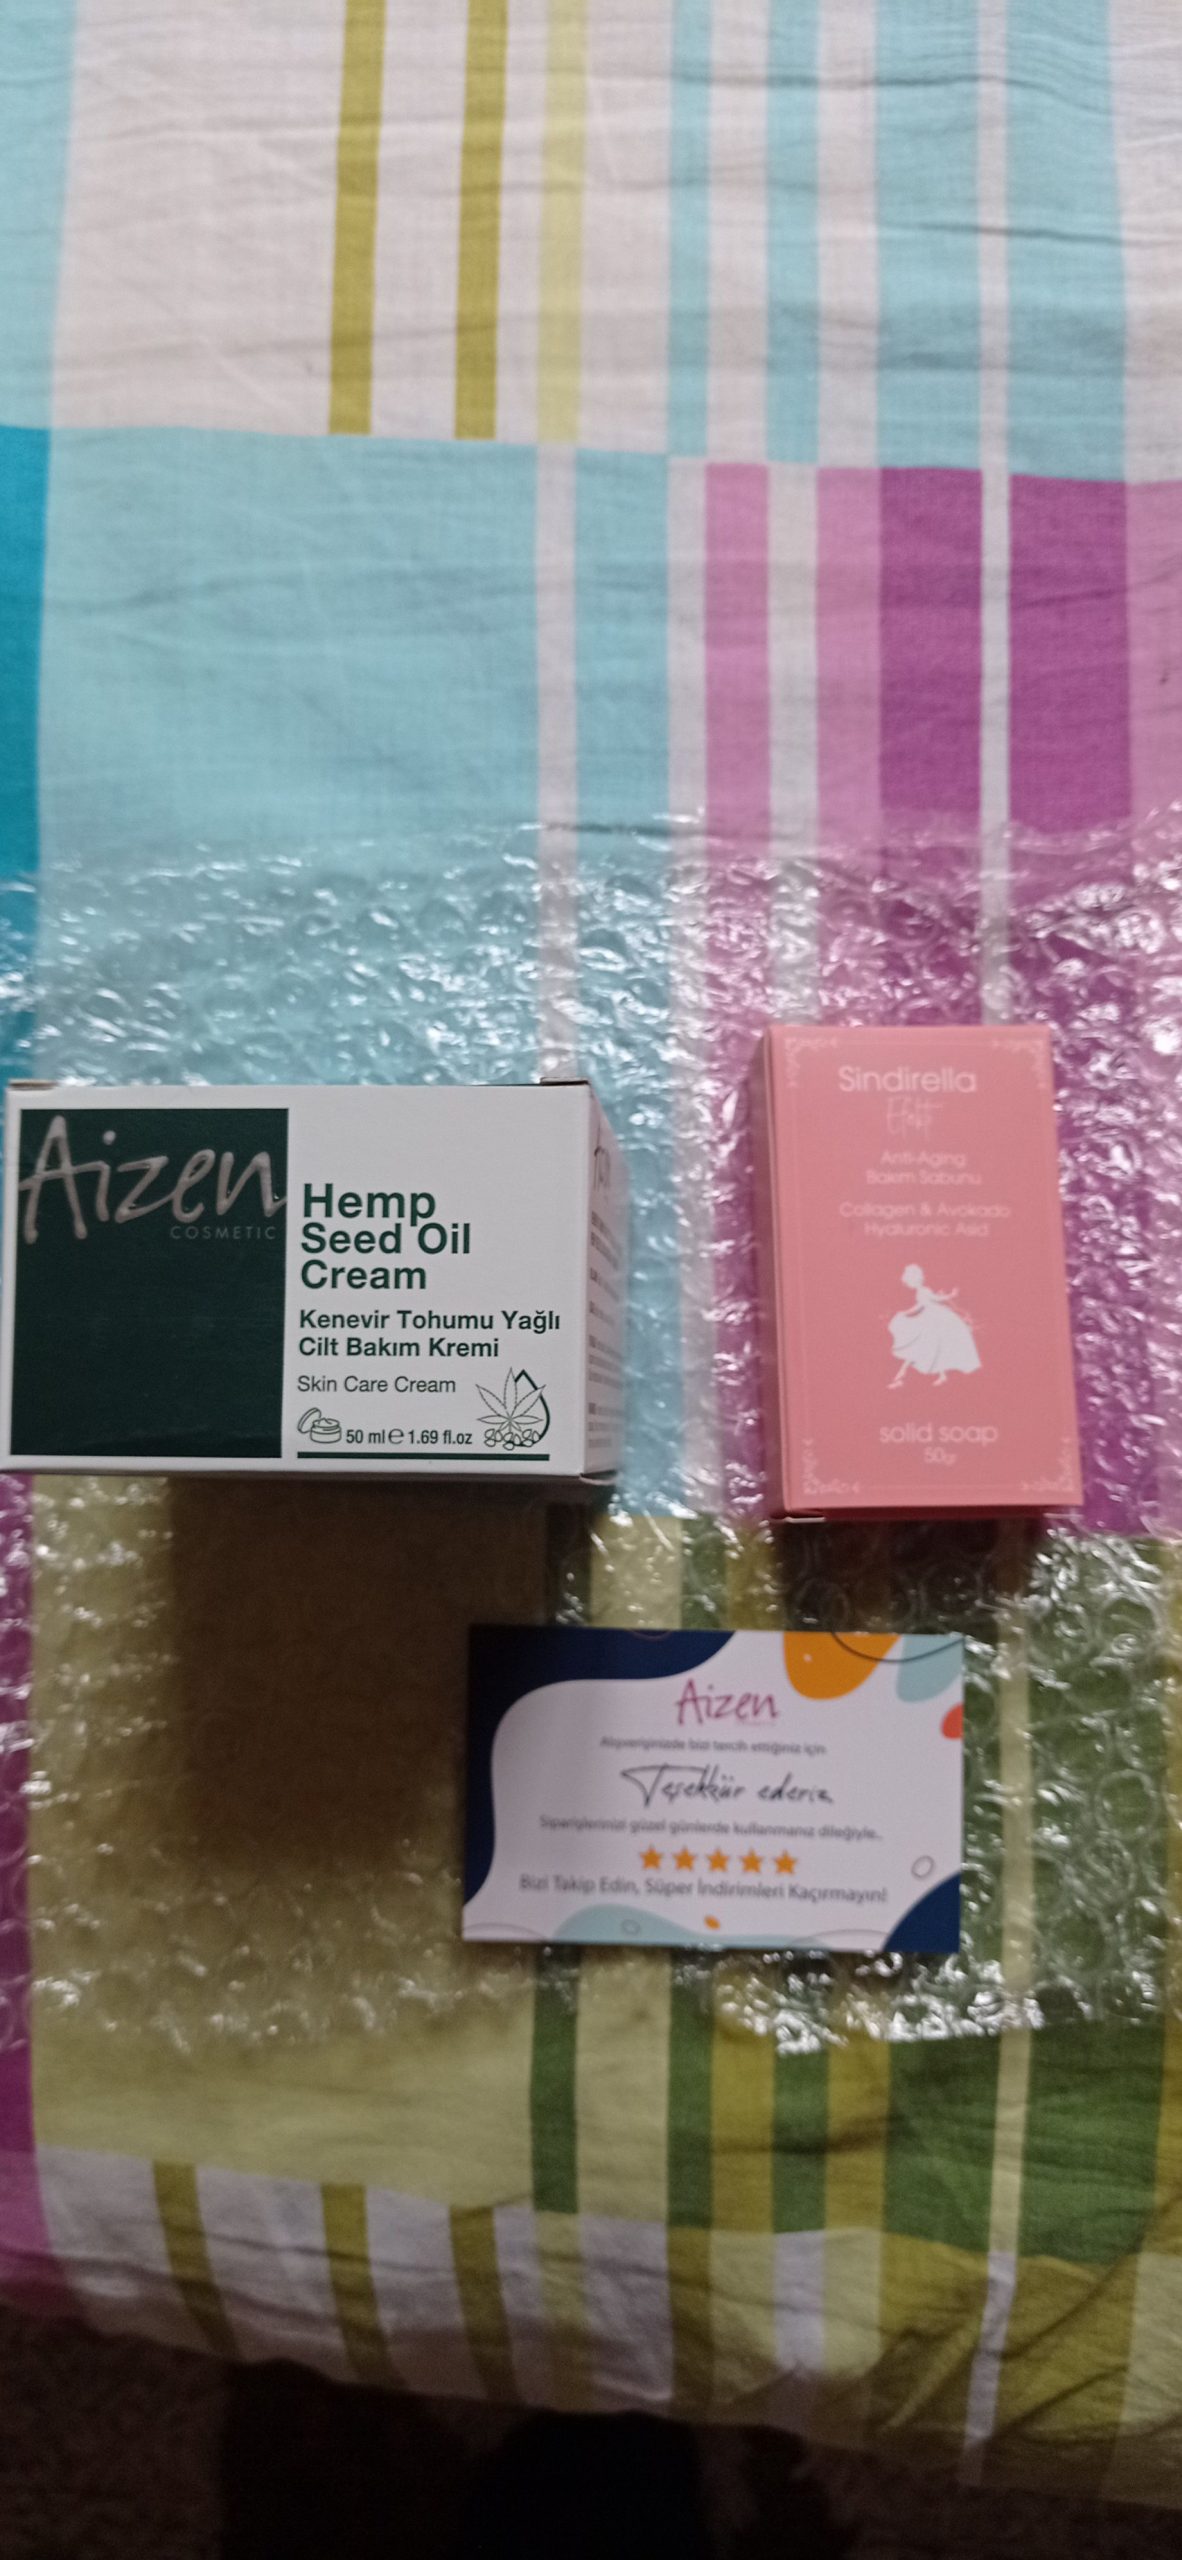 Aizen
COSMETIC
Hemp
Seed Oil
Cream
Kenevir Tohumu Yağlı
Cilt Bakım Kremi
Skin Care Cream
50 ml e 1.69 fl.oz
Sindirella
Efekt
Anti-Aging
Bakım Sabunu
Collagen & Avokado
Hyaluronic Asid
solid soap
50gr
Aizen
Alışverişinizde bizi tercih ettiğiniz için
Teşekkür ederiz
Siparişlerinizi güzel günlerde kullanmanız dileğiyle..
Bizi Takip Edin, Süper İndirimleri Kaçırmayın!